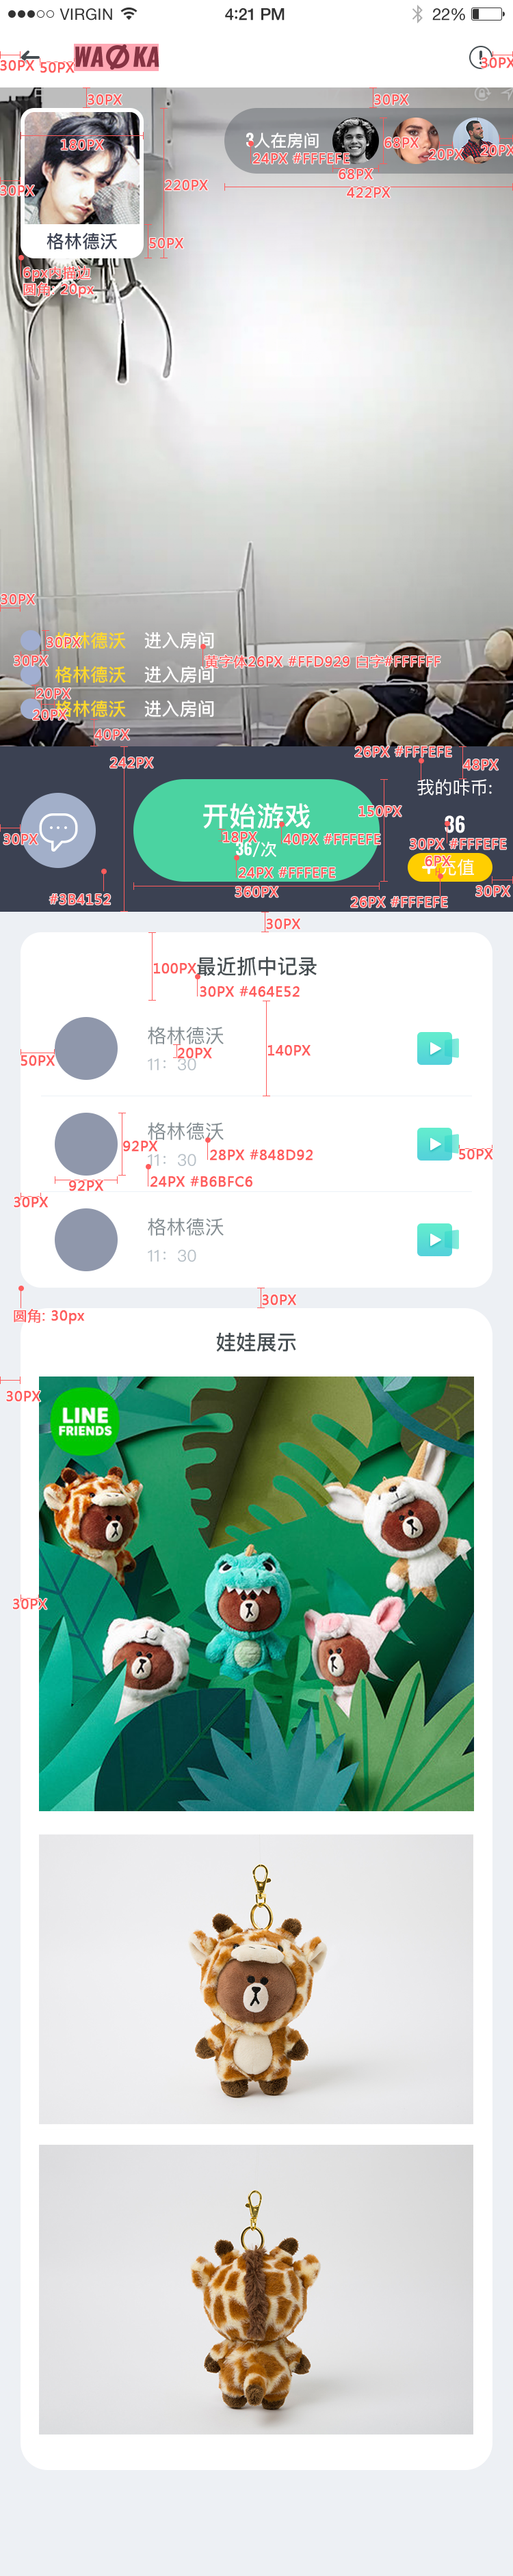 VIRGIN
4:21 PM
22%
WAØKA
30PX
50PX
30PX
30PX
30PX
180PX
3人在房间
24PX #FFFEFE
68PX
20PX
20PX
68PX
422PX
220PX
30PX
50PX
格林德沃
6px内描边
圆角: 20px
30PX
格林德沃 进入房间
30PX
30PX
黄字体26PX #FFD929 白字#FFFFFF
格林德沃 进入房间
20PX
格林德沃 进入房间
20PX
40PX
242PX
26PX #FFFEFE
48PX
我的咔币:
开始游戏
150PX
36
30PX
18PX
40PX #FFFEFE
30PX #FFFEFE
36/次
6PX
+充值
24PX #FFFEFE
#3B4152
360PX
30PX
26PX #FFFEFE
30PX
100PX
最近抓中记录
30PX #464E52
格林德沃
20PX
140PX
50PX
11: 30
格林德沃
92PX
28PX #848D92
50PX
11: 30
24PX #B6BFC6
92PX
30PX
格林德沃
11: 30
30PX
圆角: 30px
娃娃展示
30PX
LINE
FRIENDS
30PX